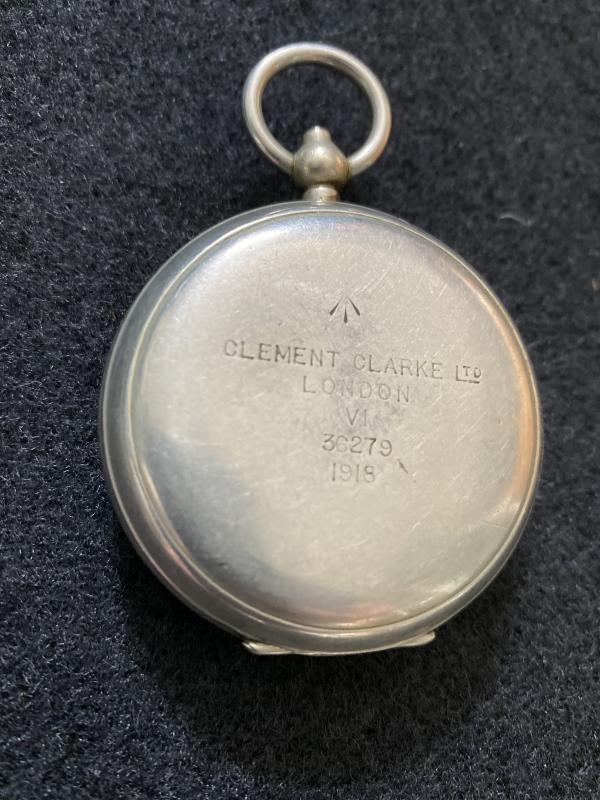 CLEMENT CLARKE LTD
LONDON
VI
36279
1918